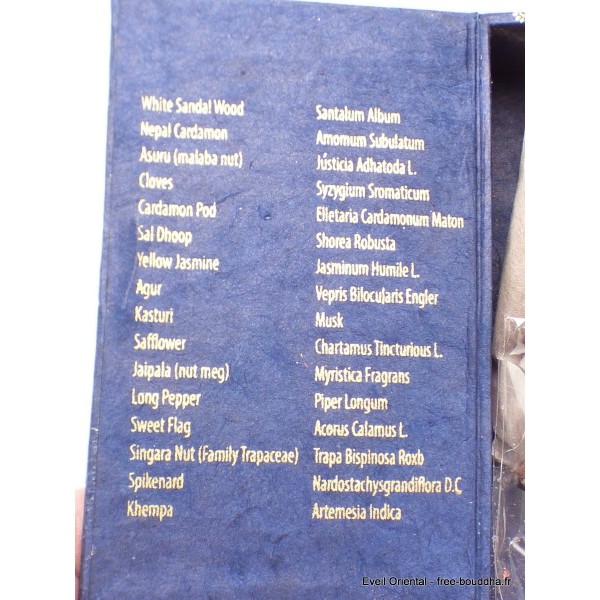 White Sandal Wood Santalum Album
Nepal Cardamon Amomum Subulatum
Asuru (malaba nut) Jústicia Adhatoda L.
Cloves Syzygium Sromaticum
Cardamon Pod Elletaria Cardamonum Maton
Sal Dhoop Shorea Robusta
Yellow Jasmine Jasminum Humile L.
Agur Vepris Bilocularis Engler
Kasturi Musk
Safflower Chartamus Tincturious L.
Jaipala (nut meg) Myristica Fragrans
Long Pepper Piper Longum
Sweet Flag Acorus Calamus L.
Singara Nut (Family Trapaceae) Trapa Bispinosa Roxb
Spikenard Nardostachysgrandiflora D.C
Khempa Artemesia Indica
Eveil Oriental - free-bouddha.fr